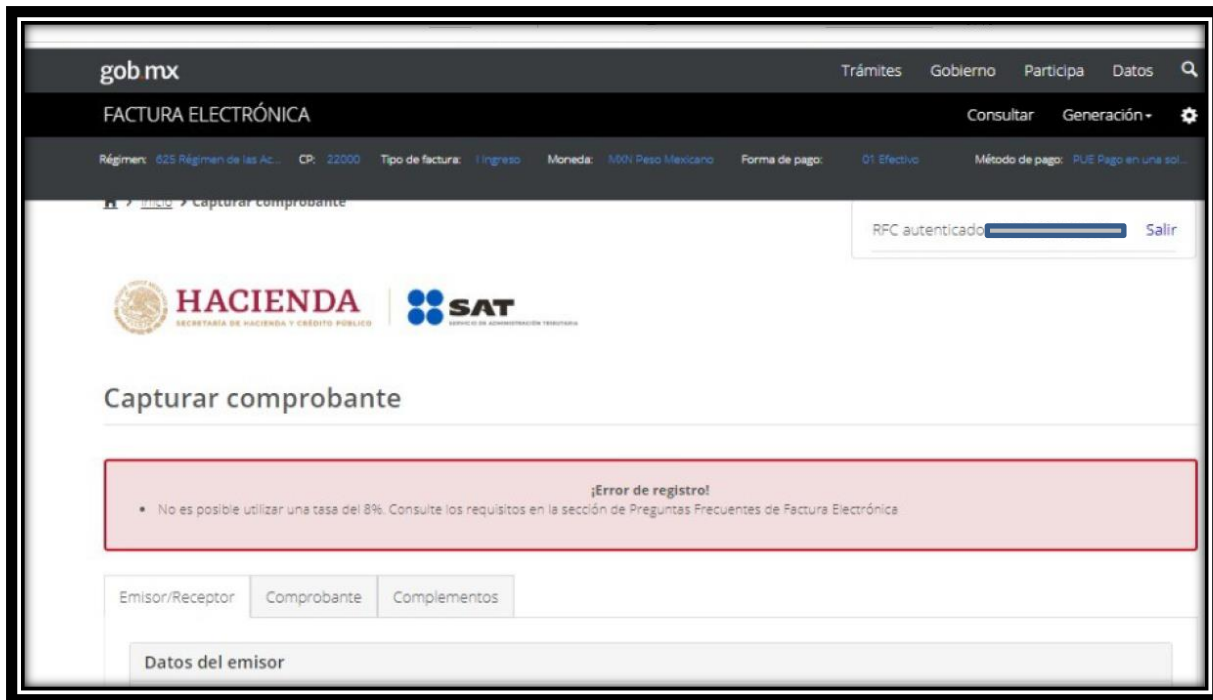 gob.mx
Trámites Gobierno Participa Datos
FACTURA ELECTRÓNICA
Consultar Generación
Régimen: 625 Régimen de las Ac... CP: 22000 Tipo de factura: I Ingreso Moneda: MXN Peso Mexicano Forma de pago: 01 Efectivo Método de pago: PUE Pago en una sol...
> Inicio > Capturar comprobante
RFC autenticado Salir
HACIENDA
SECRETARÍA DE HACIENDA Y CRÉDITO PÚBLICO
SAT
SERVICIO DE ADMINISTRACIÓN TRIBUTARIA
Capturar comprobante
¡Error de registro!
• No es posible utilizar una tasa del 8%. Consulte los requisitos en la sección de Preguntas Frecuentes de Factura Electrónica
Emisor/Receptor Comprobante Complementos
Datos del emisor